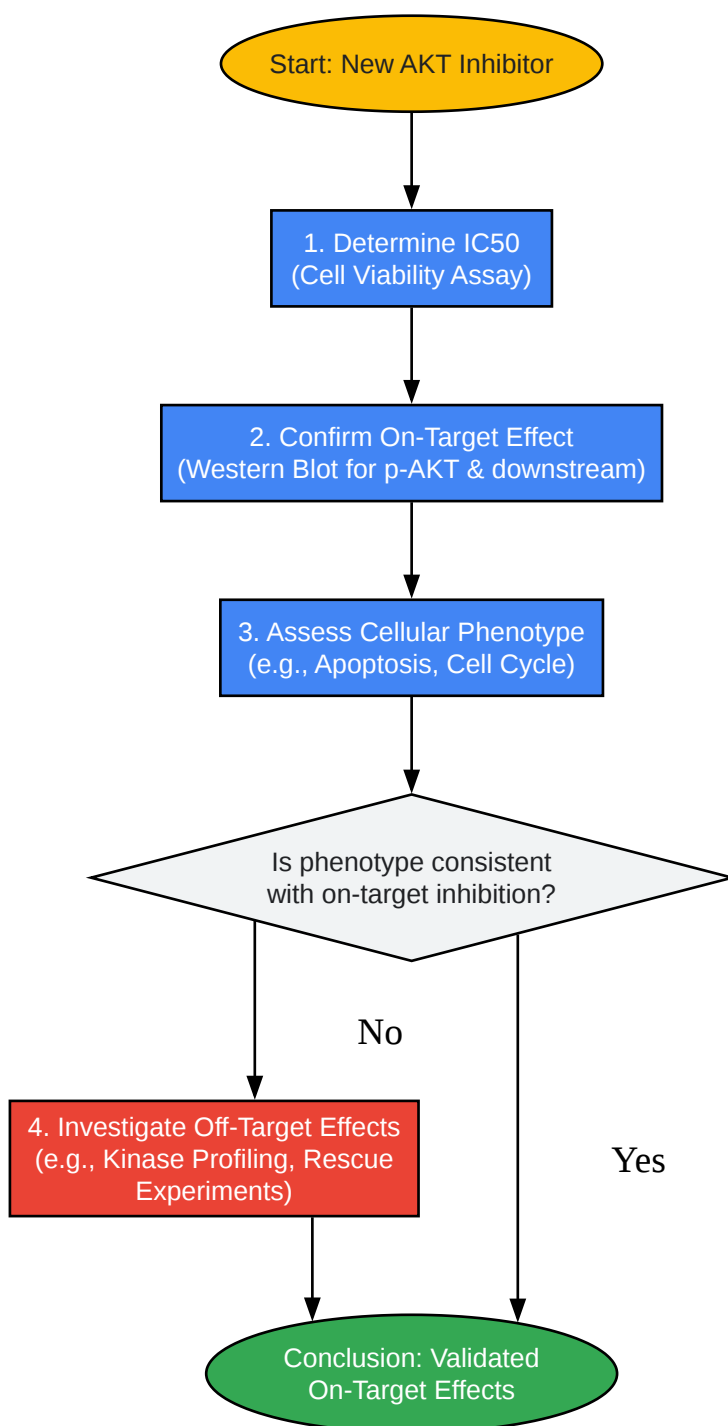 Start: New AKT Inhibitor
1. Determine IC50
(Cell Viability Assay)
2. Confirm On-Target Effect
(Western Blot for p-AKT & downstream)
3. Assess Cellular Phenotype
(e.g., Apoptosis, Cell Cycle)
Is phenotype consistent
with on-target inhibition?
No
4. Investigate Off-Target Effects
(e.g., Kinase Profiling, Rescue
Experiments)
Yes
Conclusion: Validated
On-Target Effects